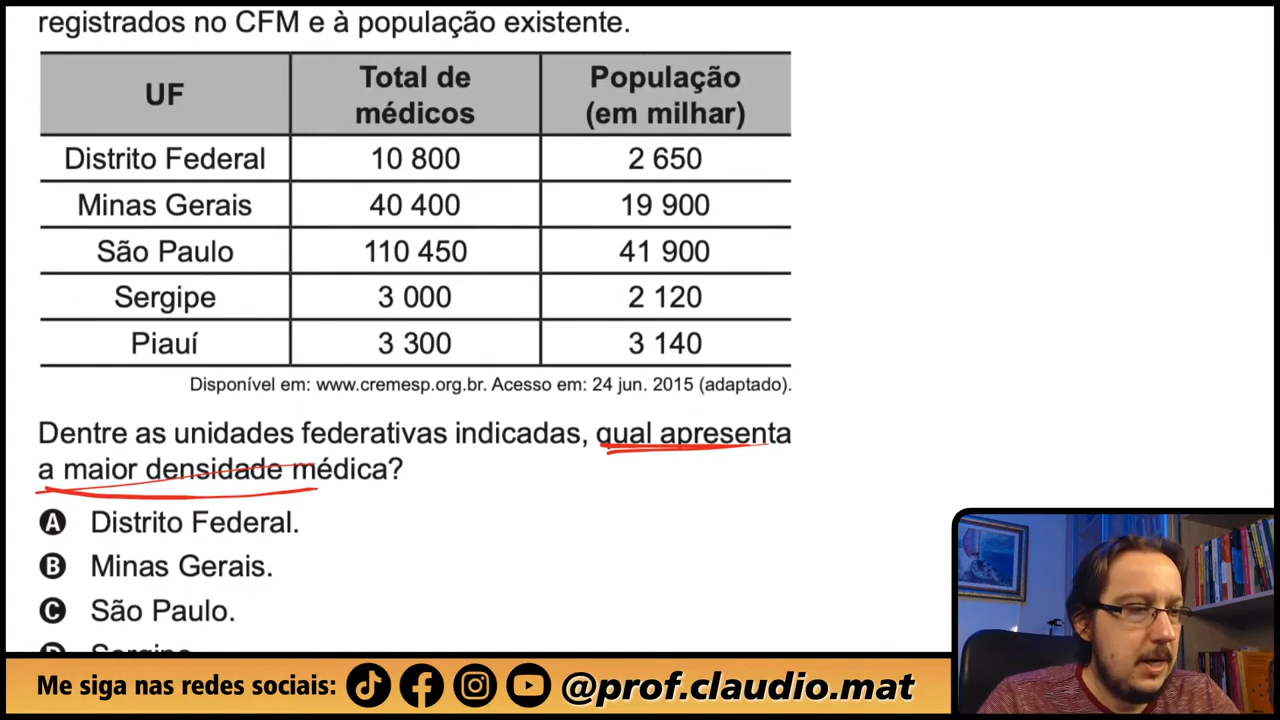 registrados no CFM e à população existente.
UF Total de médicos População (em milhar)
Distrito Federal 10 800 2 650
Minas Gerais 40 400 19 900
São Paulo 110 450 41 900
Sergipe 3 000 2 120
Piauí 3 300 3 140
Disponível em: www.cremesp.org.br. Acesso em: 24 jun. 2015 (adaptado).
Dentre as unidades federativas indicadas, qual apresenta
a maior densidade médica?
A Distrito Federal.
B Minas Gerais.
C São Paulo.
D Sergipe.
Me siga nas redes sociais: @prof.claudio.mat